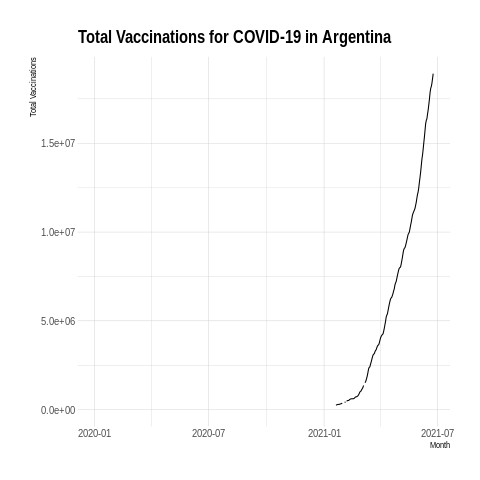 Total Vaccinations for COVID-19 in Argentina
Total Vaccinations
1.5e+07
1.0e+07
5.0e+06
0.0e+00
2020-01 2020-07 2021-01 2021-07
Month